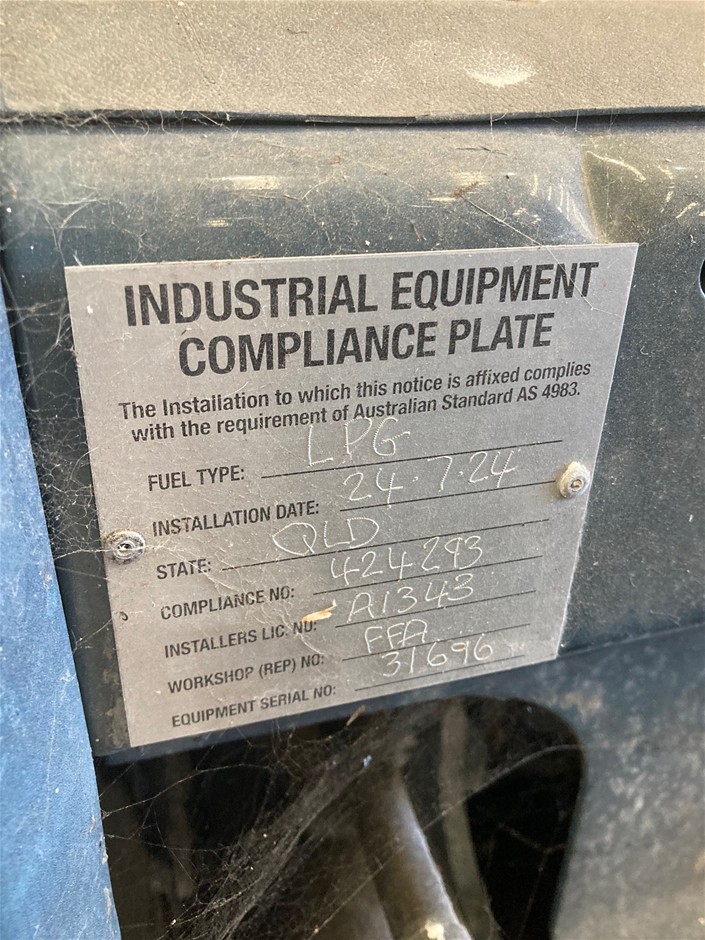 INDUSTRIAL EQUIPMENT
COMPLIANCE PLATE
The Installation to which this notice is affixed complies
with the requirement of Australian Standard AS 4983.
FUEL TYPE: LPG
INSTALLATION DATE: 24.7.24
STATE: QLD
COMPLIANCE NO: 424293
INSTALLERS LIC. NO: A1343
WORKSHOP (REP) NO: FFA
EQUIPMENT SERIAL NO: 31696